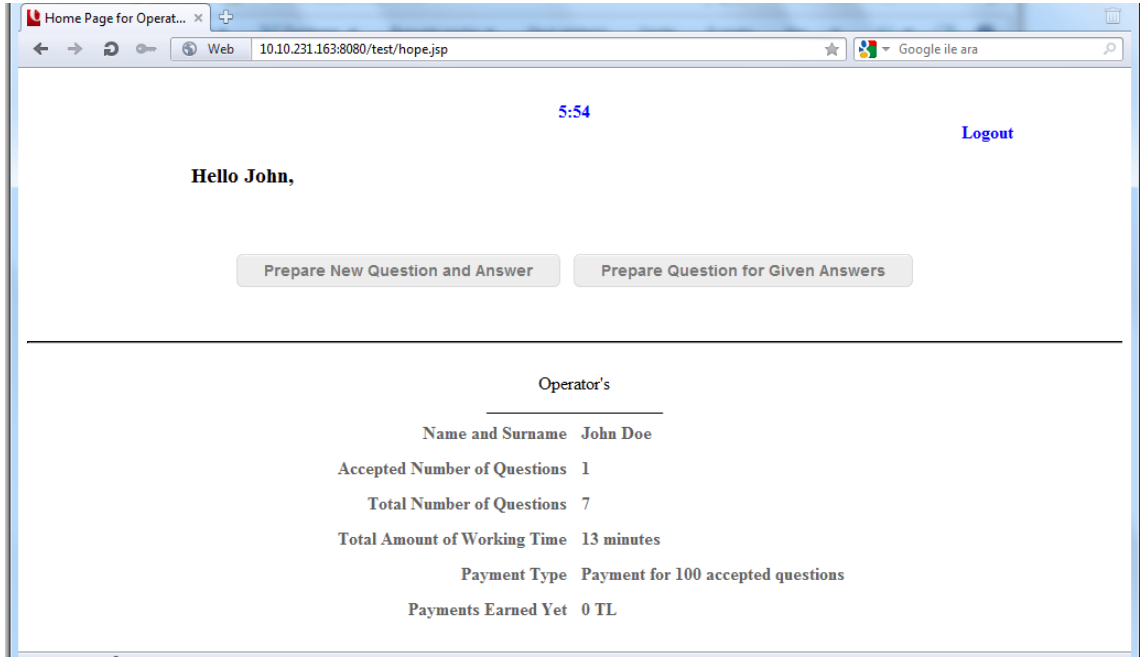 Home Page for Operat...
Web 10.10.231.163:8080/test/hope.jsp Google ile ara
5:54
Logout
Hello John,
Prepare New Question and Answer Prepare Question for Given Answers
Operator's
Name and Surname John Doe
Accepted Number of Questions 1
Total Number of Questions 7
Total Amount of Working Time 13 minutes
Payment Type Payment for 100 accepted questions
Payments Earned Yet 0 TL